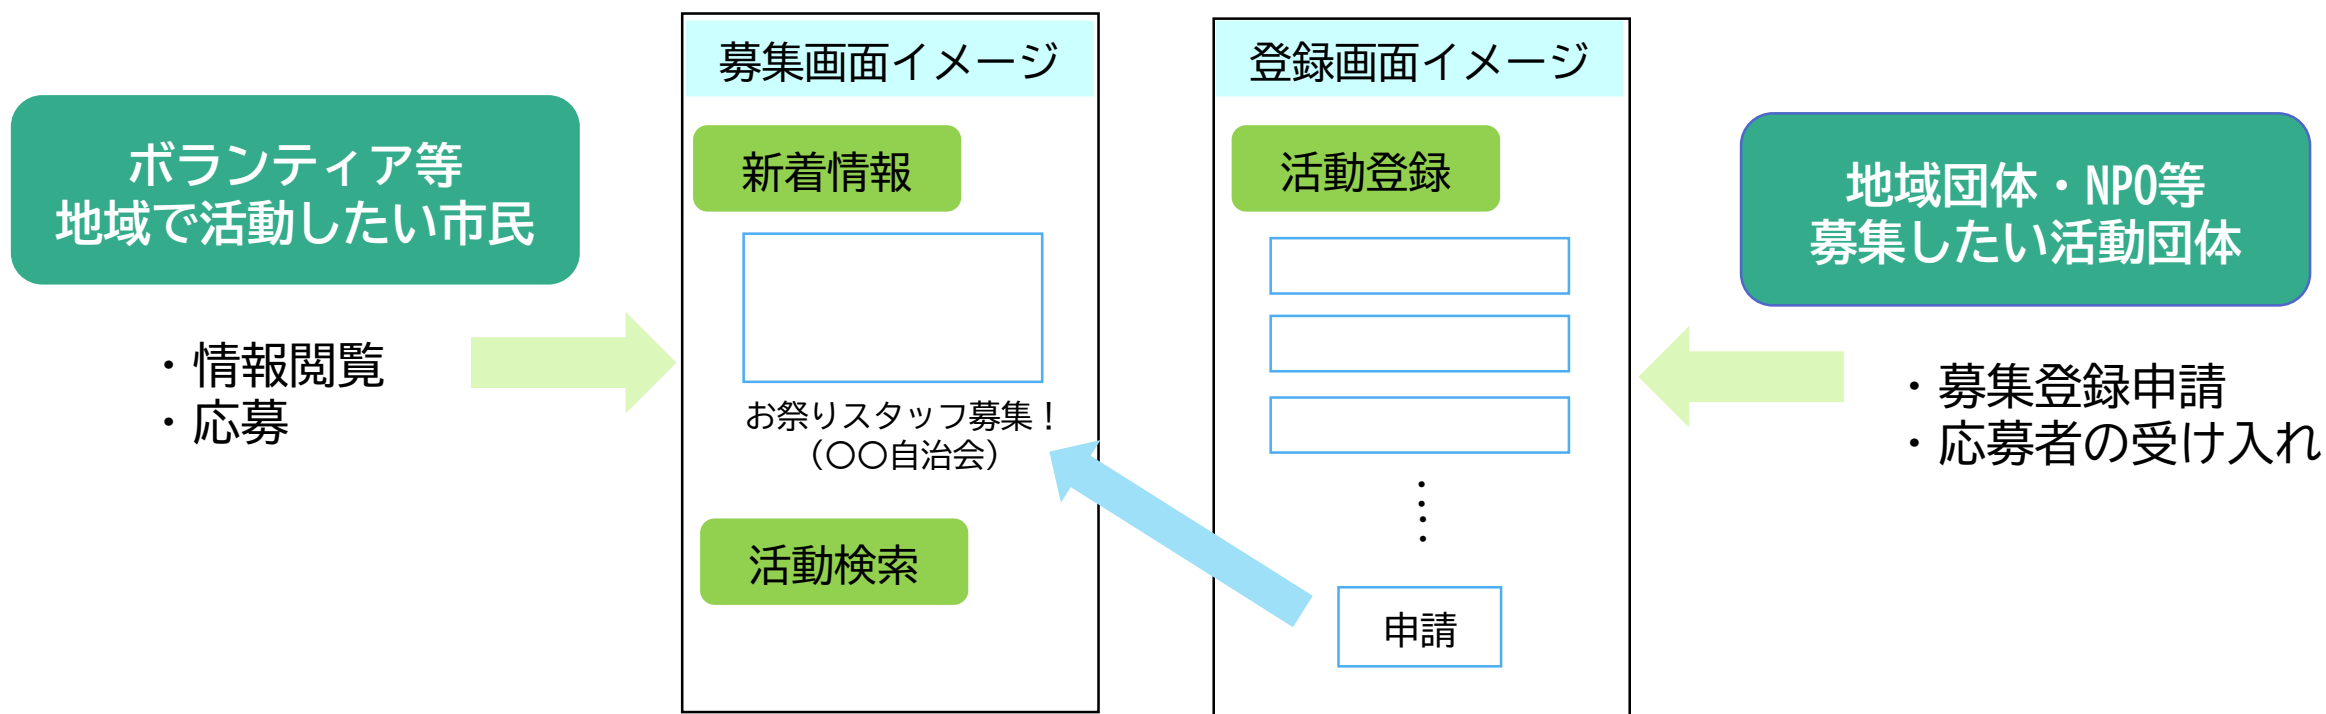 ボランティア等
地域で活動したい市民
・情報閲覧
・応募
募集画面イメージ
新着情報
お祭りスタッフ募集！
（〇〇自治会）
活動検索
登録画面イメージ
活動登録
・・・・
申請
地域団体・NPO等
募集したい活動団体
・募集登録申請
・応募者の受け入れ